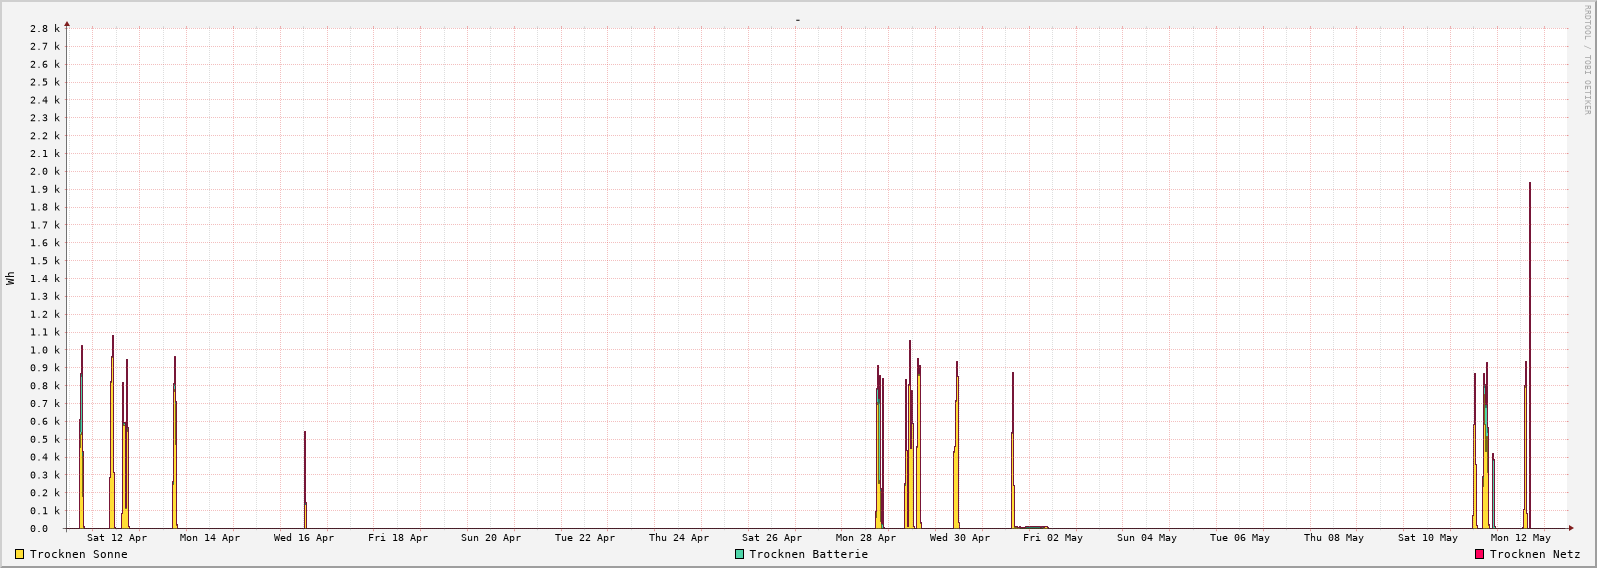 -
RRDTOOL / TOBI OETIKER
Wh
2.8 k
2.7 k
2.6 k
2.5 k
2.4 k
2.3 k
2.2 k
2.1 k
2.0 k
1.9 k
1.8 k
1.7 k
1.6 k
1.5 k
1.4 k
1.3 k
1.2 k
1.1 k
1.0 k
0.9 k
0.8 k
0.7 k
0.6 k
0.5 k
0.4 k
0.3 k
0.2 k
0.1 k
0.0
Sat 12 Apr Mon 14 Apr Wed 16 Apr Fri 18 Apr Sun 20 Apr Tue 22 Apr Thu 24 Apr Sat 26 Apr Mon 28 Apr Wed 30 Apr Fri 02 May Sun 04 May Tue 06 May Thu 08 May Sat 10 May Mon 12 May
Trocknen Sonne Trocknen Batterie Trocknen Netz